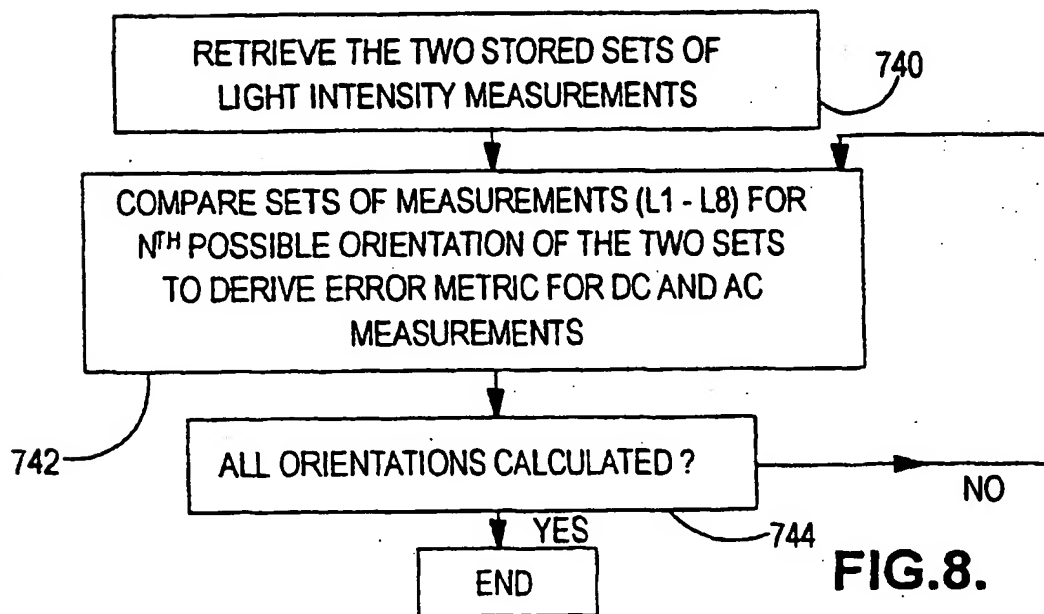 RETRIEVE THE TWO STORED SETS OF
LIGHT INTENSITY MEASUREMENTS
740
COMPARE SETS OF MEASUREMENTS (L1 - L8) FOR
NTH POSSIBLE ORIENTATION OF THE TWO SETS
TO DERIVE ERROR METRIC FOR DC AND AC
MEASUREMENTS
742
ALL ORIENTATIONS CALCULATED ?
NO
YES
744
END
FIG.8.